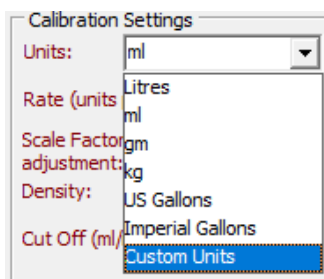 Calibration Settings
Units: ml
Litres
Rate (units
ml
Scale Factor
gm
adjustment:
kg
Density:
US Gallons
Imperial Gallons
Cut Off (ml/
Custom Units